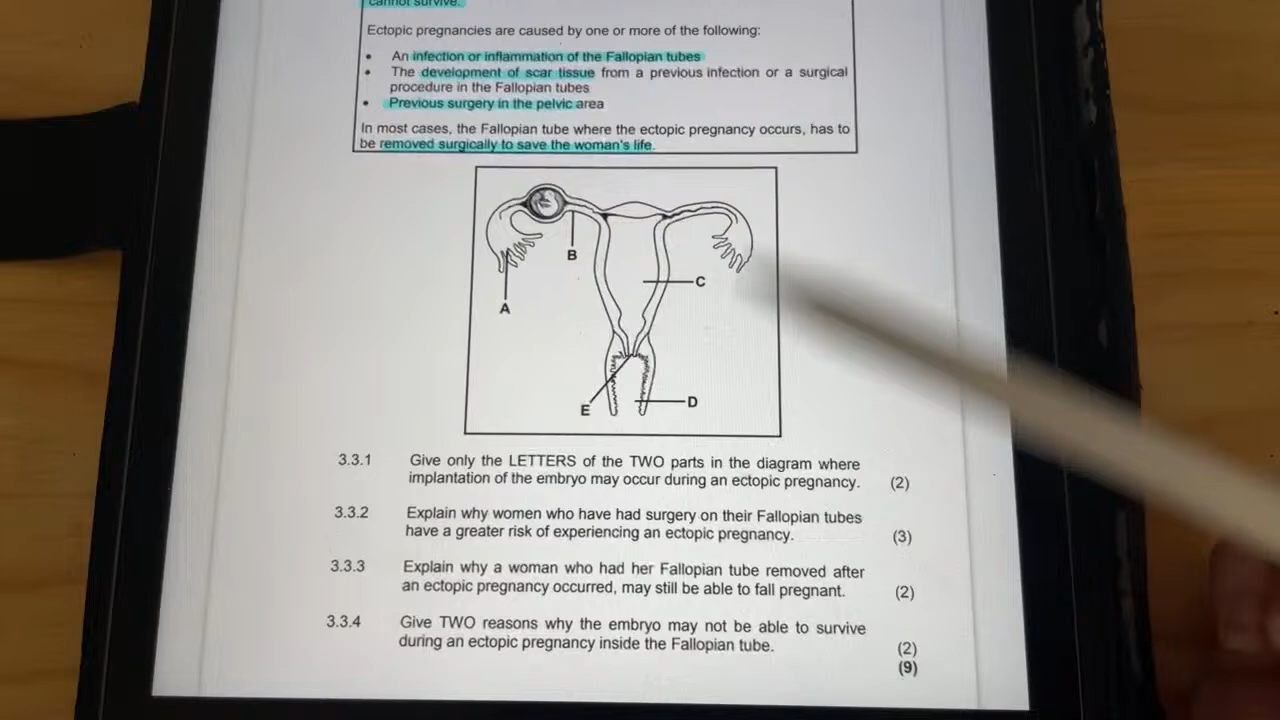 cannot survive.
Ectopic pregnancies are caused by one or more of the following:
• An infection or inflammation of the Fallopian tubes
• The development of scar tissue from a previous infection or a surgical
procedure in the Fallopian tubes
• Previous surgery in the pelvic area
In most cases, the Fallopian tube where the ectopic pregnancy occurs, has to
be removed surgically to save the woman's life.
B
C
A
E
D
3.3.1 Give only the LETTERS of the TWO parts in the diagram where
implantation of the embryo may occur during an ectopic pregnancy. (2)
3.3.2 Explain why women who have had surgery on their Fallopian tubes
have a greater risk of experiencing an ectopic pregnancy. (3)
3.3.3 Explain why a woman who had her Fallopian tube removed after
an ectopic pregnancy occurred, may still be able to fall pregnant. (2)
3.3.4 Give TWO reasons why the embryo may not be able to survive
during an ectopic pregnancy inside the Fallopian tube. (2)
(9)